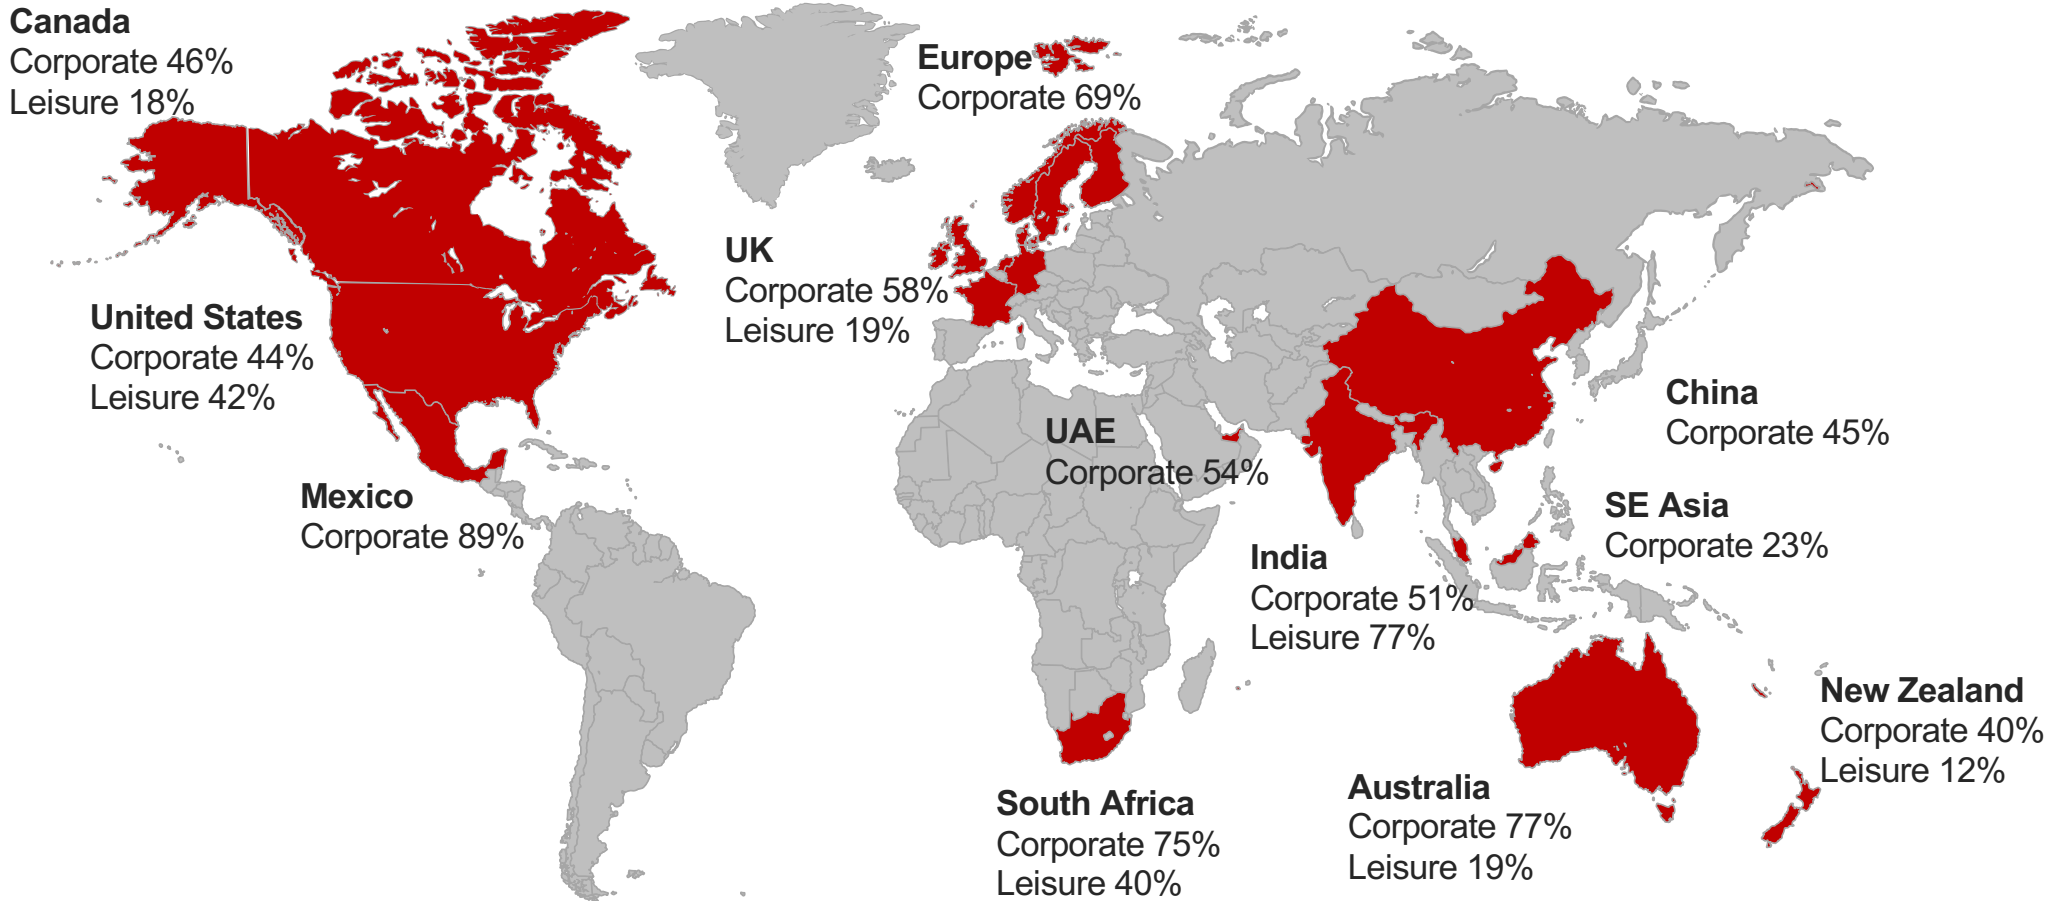 Canada
Corporate 46%
Leisure 18%
Europe
Corporate 69%
UK
Corporate 58%
Leisure 19%
United States
Corporate 44%
Leisure 42%
China
Corporate 45%
UAE
Corporate 54%
Mexico
Corporate 89%
SE Asia
Corporate 23%
India
Corporate 51%
Leisure 77%
New Zealand
Corporate 40%
Leisure 12%
Australia
Corporate 77%
Leisure 19%
South Africa
Corporate 75%
Leisure 40%